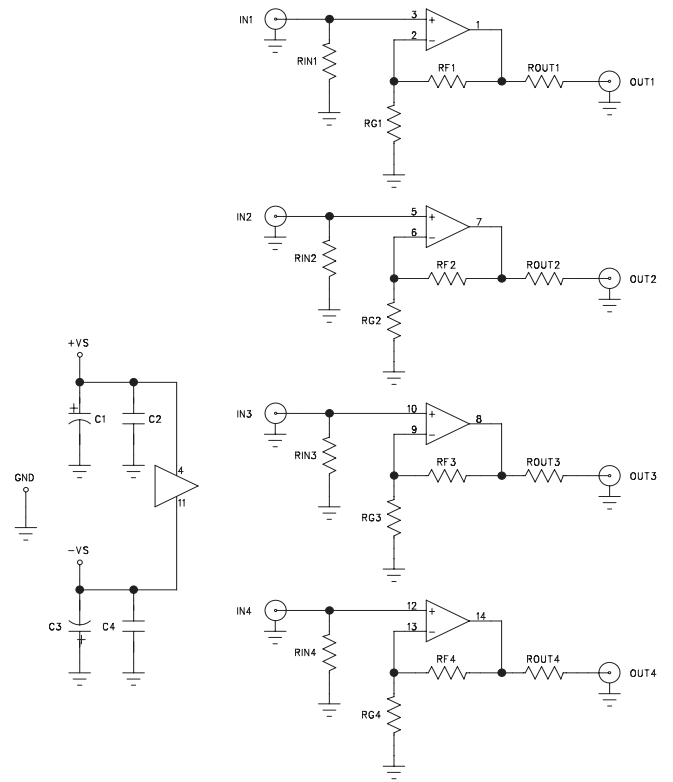 IN1
3
1
2
RIN1
RF1
ROUT1
OUT1
RG1
IN2
5
7
6
RIN2
RF2
ROUT2
OUT2
RG2
+VS
+
C1
C2
4
GND
11
-VS
C3
+
C4
IN3
10
8
9
RIN3
RF3
ROUT3
OUT3
RG3
IN4
12
14
13
RIN4
RF4
ROUT4
OUT4
RG4